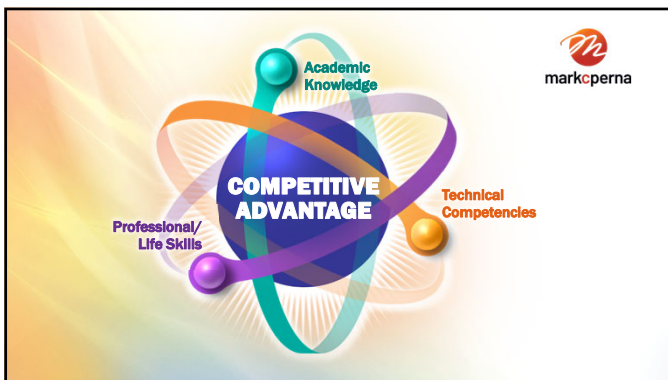 Academic
Knowledge
markcperna
COMPETITIVE
ADVANTAGE
Technical
Competencies
Professional/
Life Skills